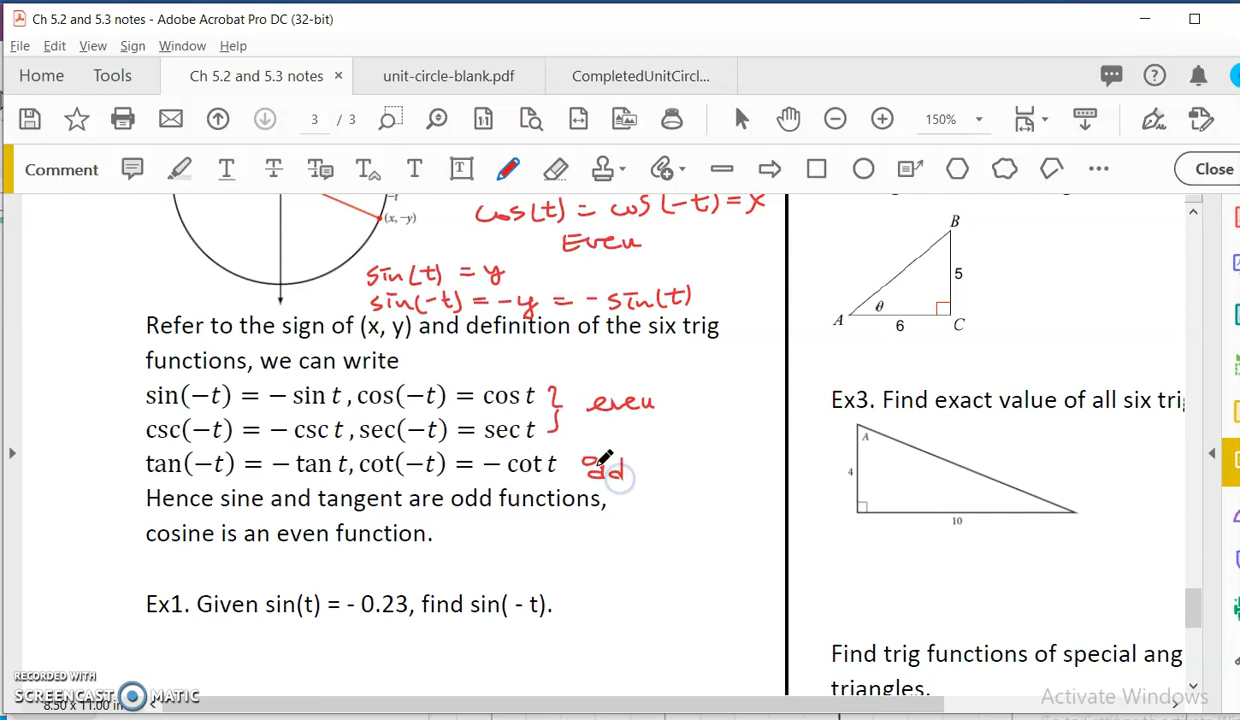 Ch 5.2 and 5.3 notes - Adobe Acrobat Pro DC (32-bit)
File Edit View Sign Window Help
Home Tools Ch 5.2 and 5.3 notes × unit-circle-blank.pdf CompletedUnitCircl...
3 / 3 150%
Comment Close
-t
(x, -y)
cos(t) = cos(-t) = x
Even
sin(t) = y
sin(-t) = -y = - sin(t)
Refer to the sign of (x, y) and definition of the six trig
functions, we can write
sin(−t) = − sin t , cos(−t) = cos t
csc(−t) = − csc t , sec(−t) = sec t
even
tan(−t) = − tan t, cot(−t) = − cot t
odd
Hence sine and tangent are odd functions,
cosine is an even function.
Ex1. Given sin(t) = - 0.23, find sin( - t).
B
5
θ
A
6
C
Ex3. Find exact value of all six tri
A
4
10
Find trig functions of special ang
triangles.
RECORDED WITH
SCREENCAST MATIC
8.50 x 11.00 in
Activate Windows